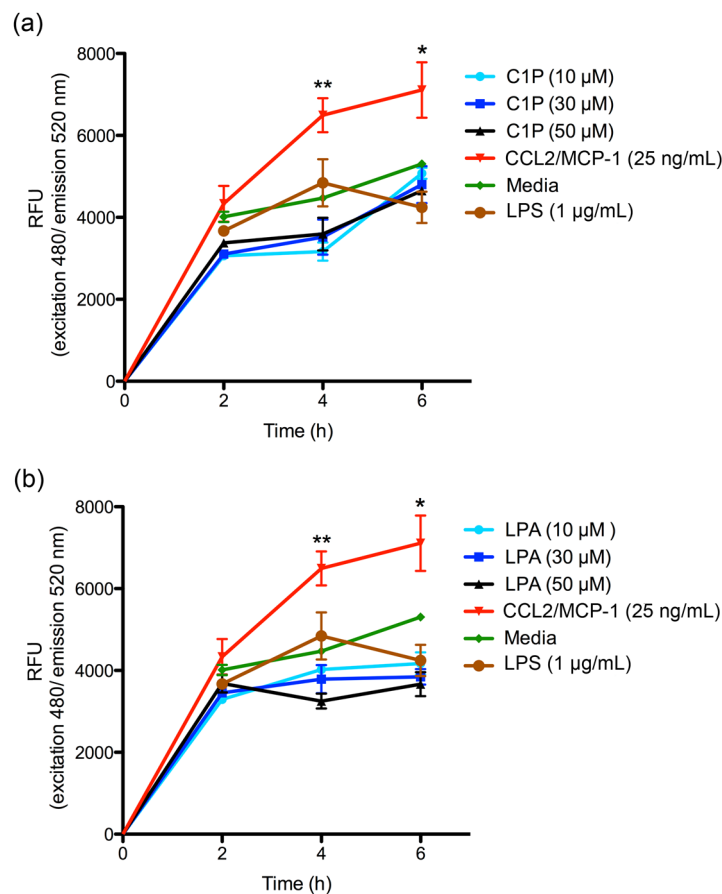 (a)
8000
6000
4000
2000
0
RFU
(excitation 480/ emission 520 nm)
**
*
0 2 4 6
Time (h)
C1P (10 μM)
C1P (30 μM)
C1P (50 μM)
CCL2/MCP-1 (25 ng/mL)
Media
LPS (1 μg/mL)
(b)
8000
6000
4000
2000
0
RFU
(excitation 480/ emission 520 nm)
**
*
0 2 4 6
Time (h)
LPA (10 μM )
LPA (30 μM)
LPA (50 μM)
CCL2/MCP-1 (25 ng/mL)
Media
LPS (1 μg/mL)